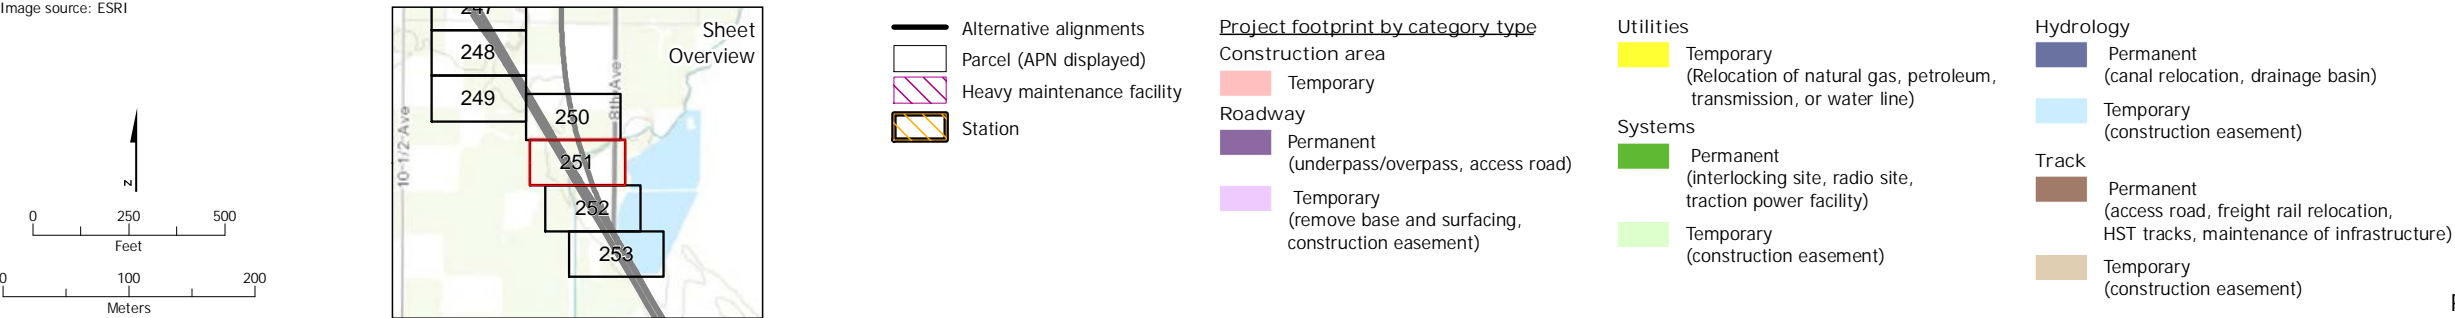 Image source: ESRI
z
0 250 500
Feet
0 100 200
Meters
Sheet
Overview
247
248
249
250
251
252
253
10-1/2 Ave
8th Ave
Alternative alignments
Parcel (APN displayed)
Heavy maintenance facility
Station
Project footprint by category type
Construction area
Temporary
Roadway
Permanent
(underpass/overpass, access road)
Temporary
(remove base and surfacing,
construction easement)
Utilities
Temporary
(Relocation of natural gas, petroleum,
transmission, or water line)
Systems
Permanent
(interlocking site, radio site,
traction power facility)
Temporary
(construction easement)
Hydrology
Permanent
(canal relocation, drainage basin)
Temporary
(construction easement)
Track
Permanent
(access road, freight rail relocation,
HST tracks, maintenance of infrastructure)
Temporary
(construction easement)